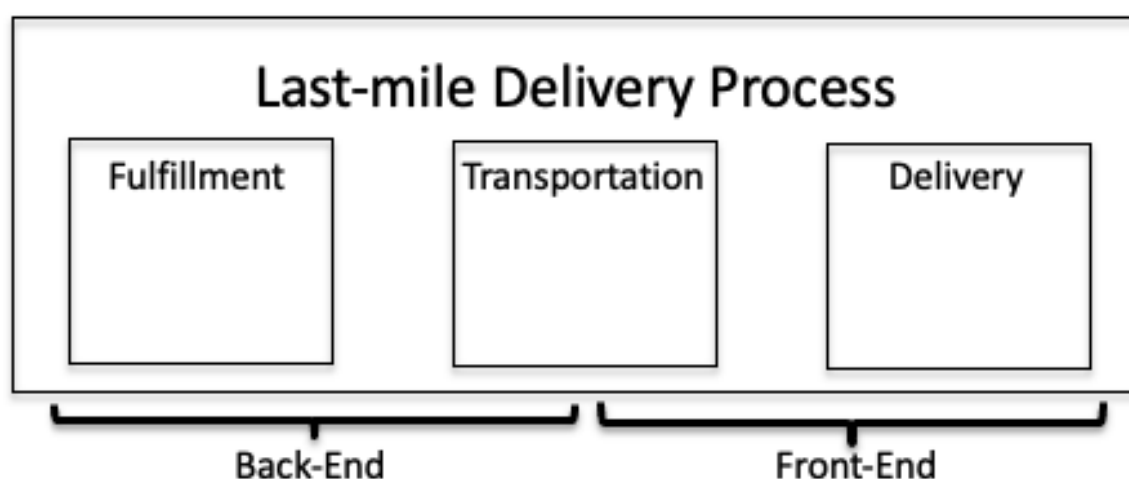 Last-mile Delivery Process
Fulfillment
Transportation
Delivery
Back-End
Front-End